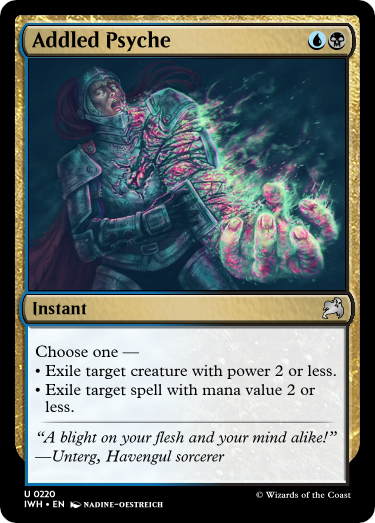 Addled Psyche
Instant
Choose one —
• Exile target creature with power 2 or less.
• Exile target spell with mana value 2 or
less.
“A blight on your flesh and your mind alike!”
—Unterg, Havengul sorcerer
U 0220
IWH • EN NADINE-OESTREICH
© Wizards of the Coast